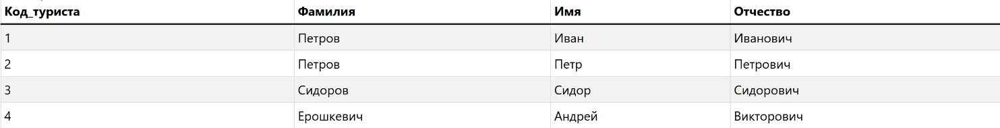 Код_туриста Фамилия Имя Отчество
1 Петров Иван Иванович
2 Петров Петр Петрович
3 Сидоров Сидор Сидорович
4 Ерошкевич Андрей Викторович